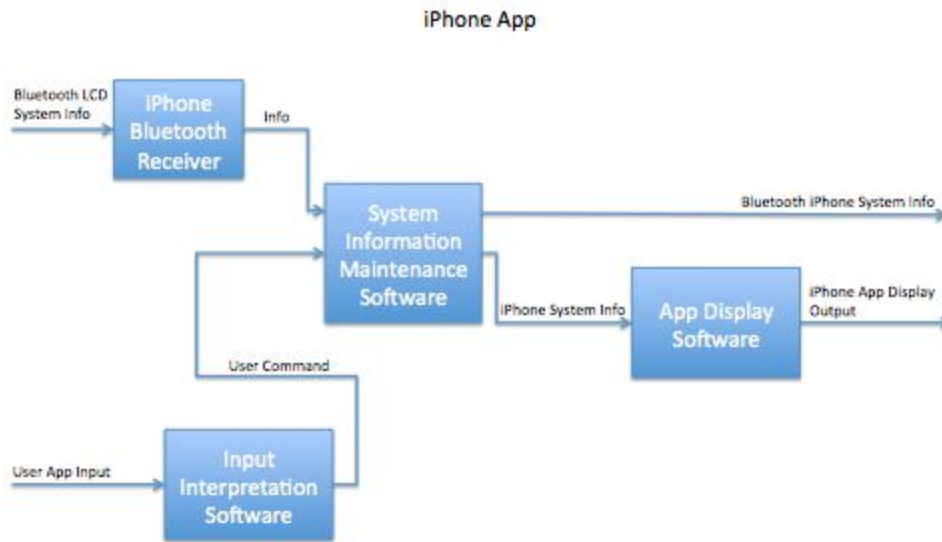 iPhone App
Bluetooth LCD
System Info
iPhone
Bluetooth
Receiver
Info
System
Information
Maintenance
Software
Bluetooth iPhone System Info
iPhone System Info
App Display
Software
iPhone App Display
Output
User Command
User App Input
Input
Interpretation
Software